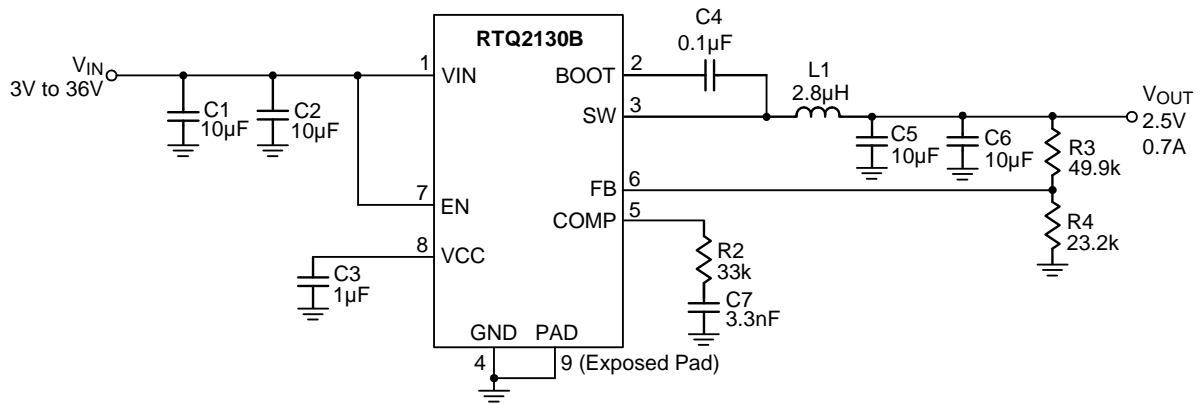 RTQ2130B
VIN
3V to 36V
C1
10µF
C2
10µF
1
VIN
7
EN
8
VCC
C3
1µF
BOOT
2
SW
3
FB
6
COMP
5
GND
PAD
4
9 (Exposed Pad)
C4
0.1µF
L1
2.8µH
C5
10µF
C6
10µF
R3
49.9k
R4
23.2k
R2
33k
C7
3.3nF
VOUT
2.5V
0.7A